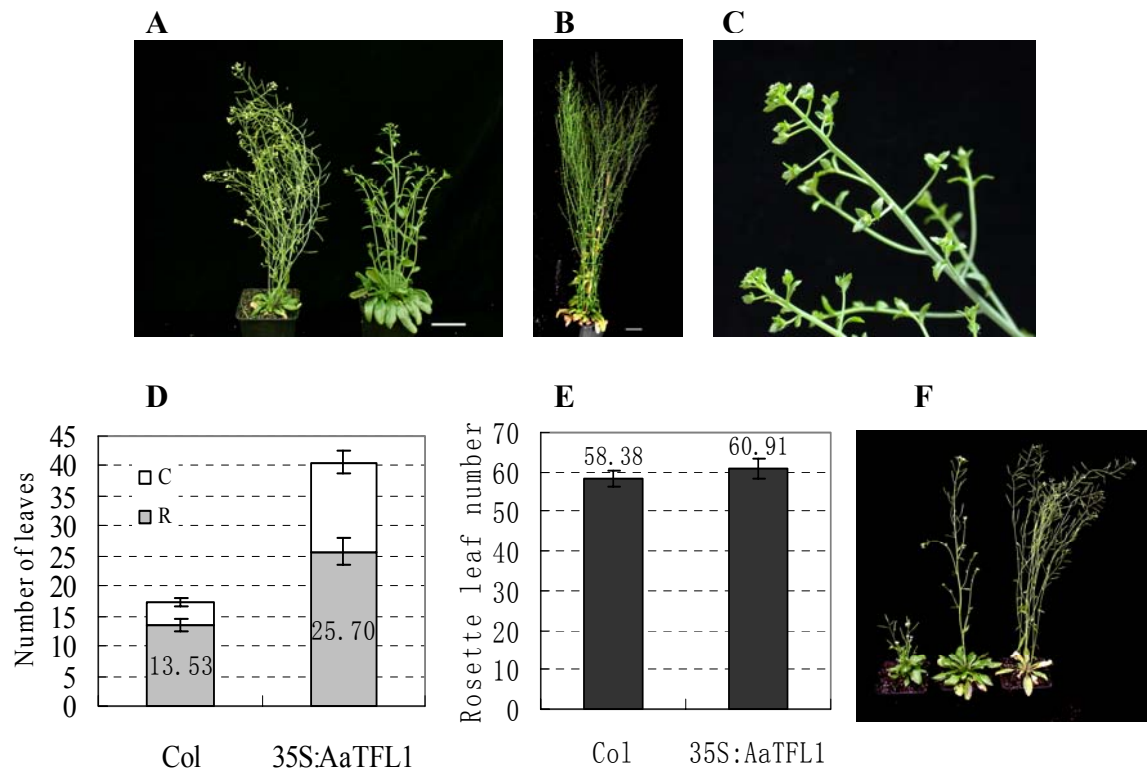 A
B
C
D
Number of leaves
45
40
35
30
25
20
15
10
5
0
C
R
13.53
25.70
Col
35S:AaTFL1
E
Rosette leaf number
70
60
50
40
30
20
10
0
58.38
60.91
Col
35S:AaTFL1
F